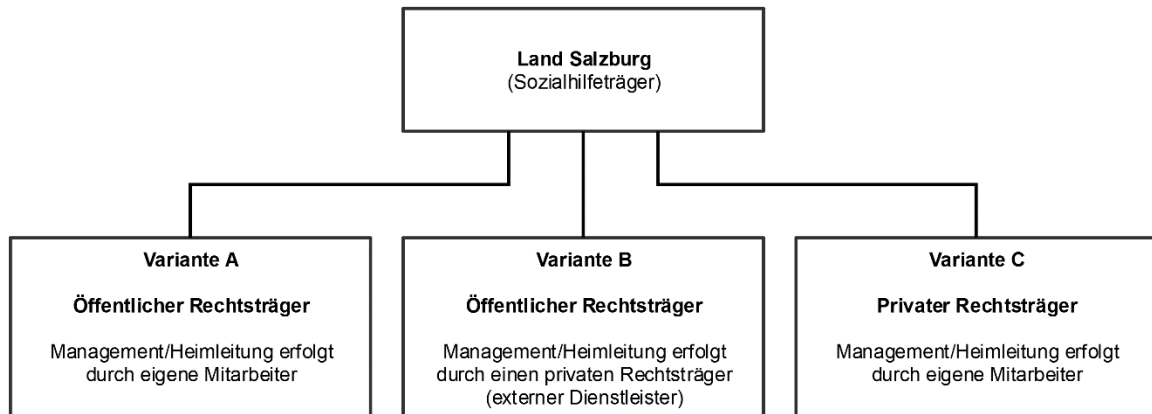 Land Salzburg
(Sozialhilfeträger)
Variante A
Öffentlicher Rechtsträger
Management/Heimleitung erfolgt
durch eigene Mitarbeiter
Variante B
Öffentlicher Rechtsträger
Management/Heimleitung erfolgt
durch einen privaten Rechtsträger
(externer Dienstleister)
Variante C
Privater Rechtsträger
Management/Heimleitung erfolgt
durch eigene Mitarbeiter